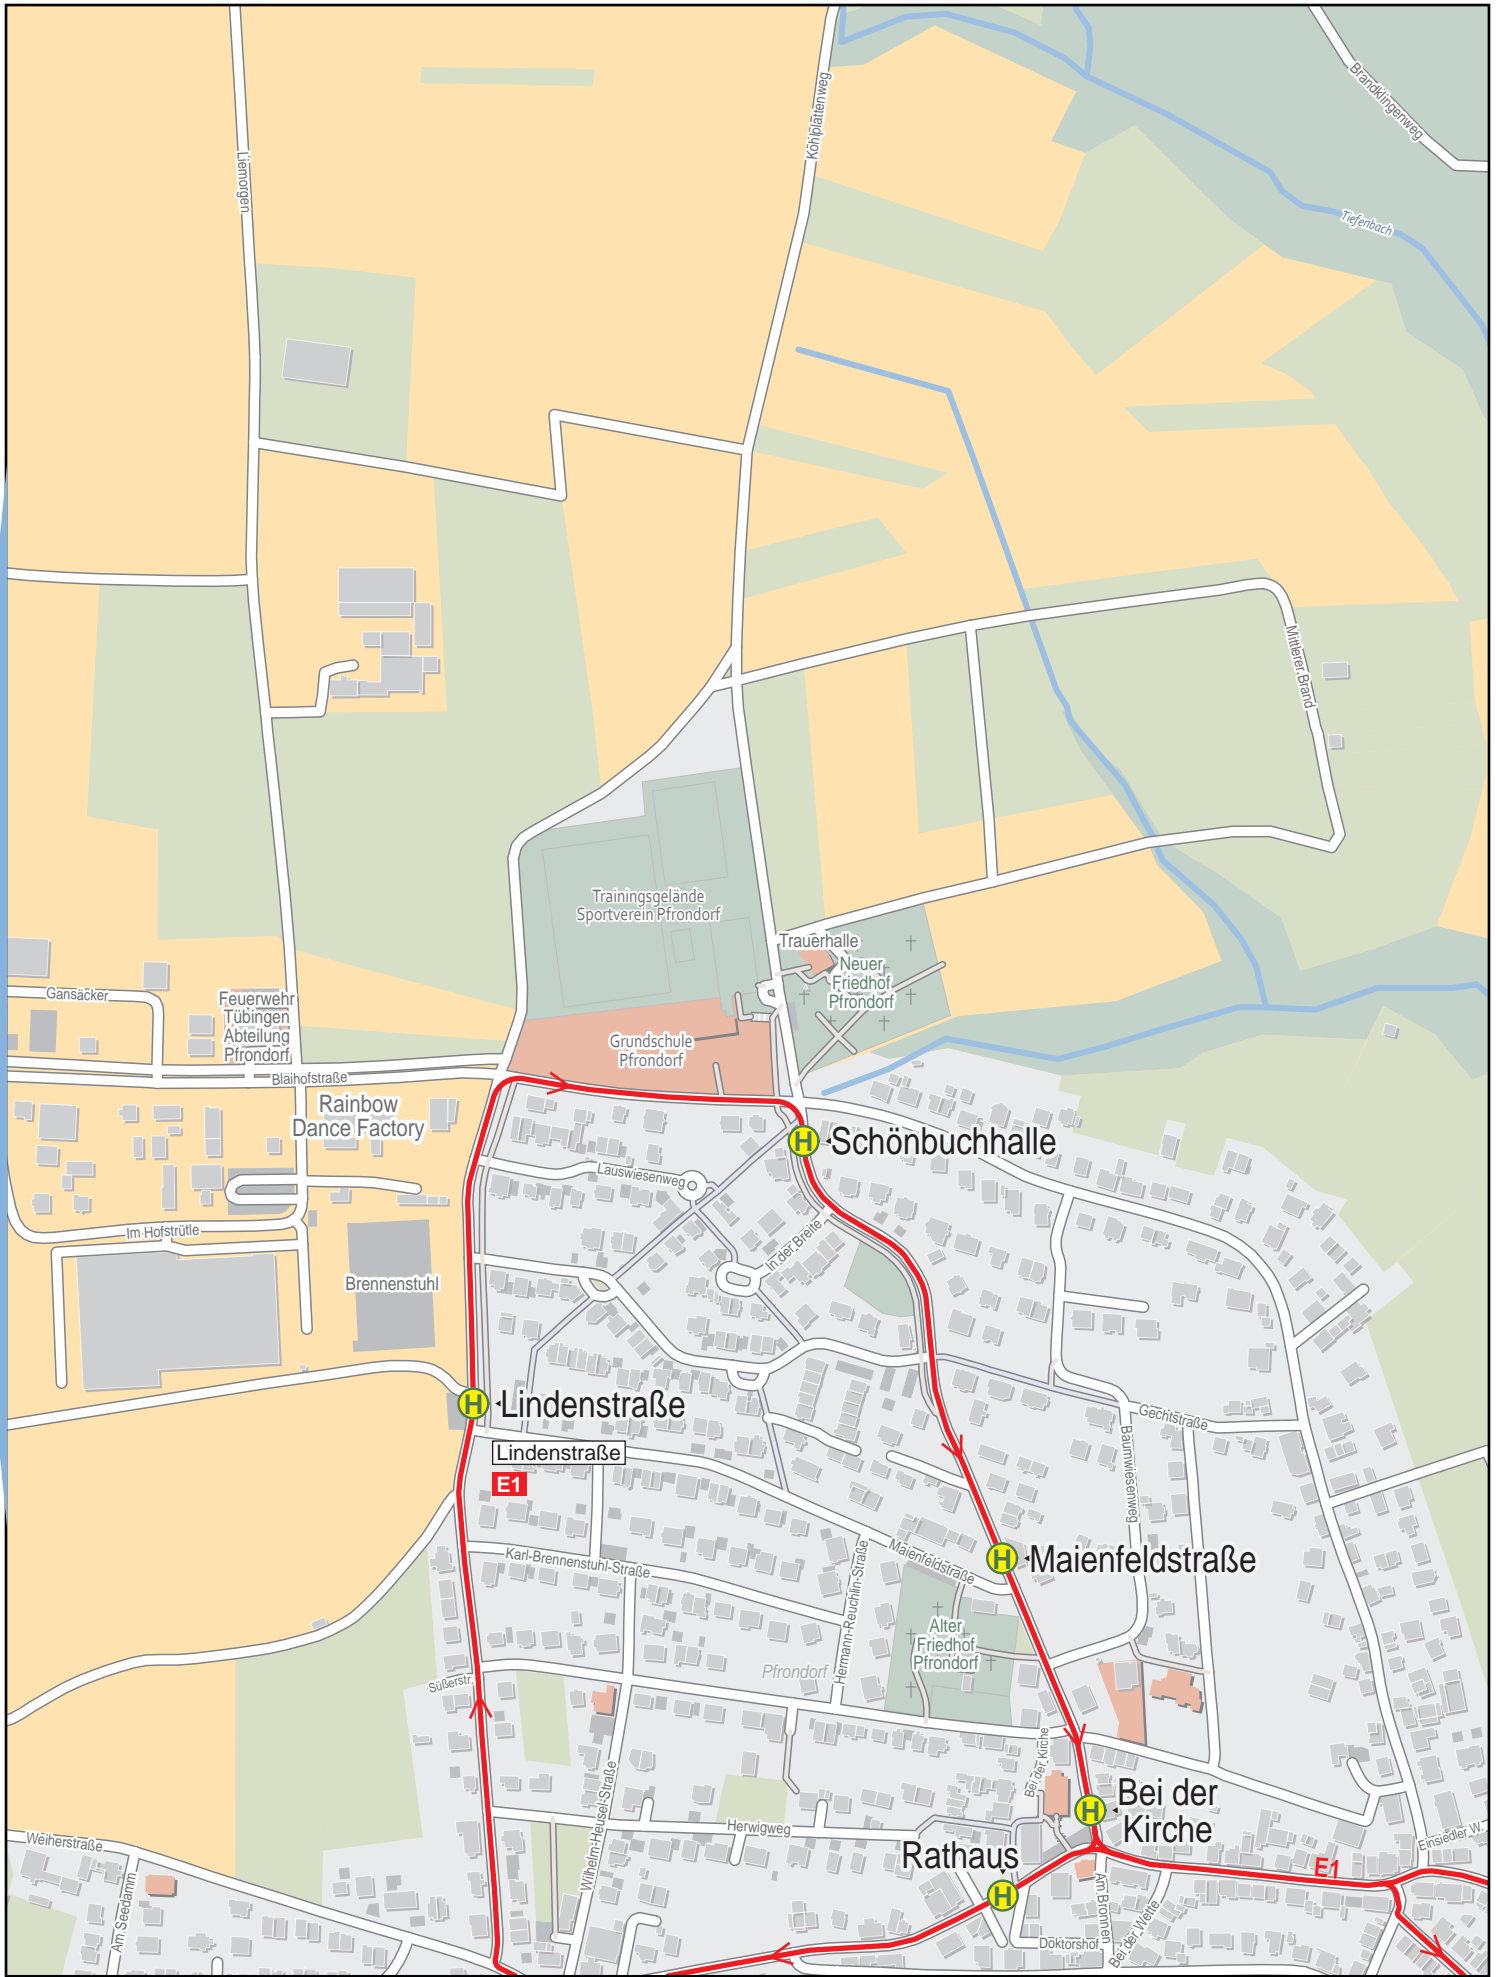 Liemorgen
Kohlplattenweg
Brandklingenweg
Tiefenbach
Mittlerer Brand
Trainingsgelände
Sportverein Pfrondorf
Trauerhalle
Neuer
Friedhof
Pfrondorf
Gansäcker
Feuerwehr
Tübingen
Abteilung
Pfrondorf
Grundschule
Pfrondorf
Blaihofstraße
Rainbow
Dance Factory
H
Schönbuchhalle
Lauswiesenweg
In der Breite
Im Hofstrütle
Brennenstuhl
H
Lindenstraße
Lindenstraße
E1
Gechtstraße
Baumwiesenweg
Karl-Brennenstuhl-Straße
Hermann-Reuchlin-Straße
Maienfeldstraße
H
Maienfeldstraße
Alter
Friedhof
Pfrondorf
Pfrondorf
Süßerstr.
Bei der Kirche
Wilhelm-Heusel-Straße
Herwigweg
H
Bei der
Kirche
Rathaus
H
E1
Einsiedler W.
Weiherstraße
Am Seedamm
Am Bronnen
Bei der Wette
Doktorshof